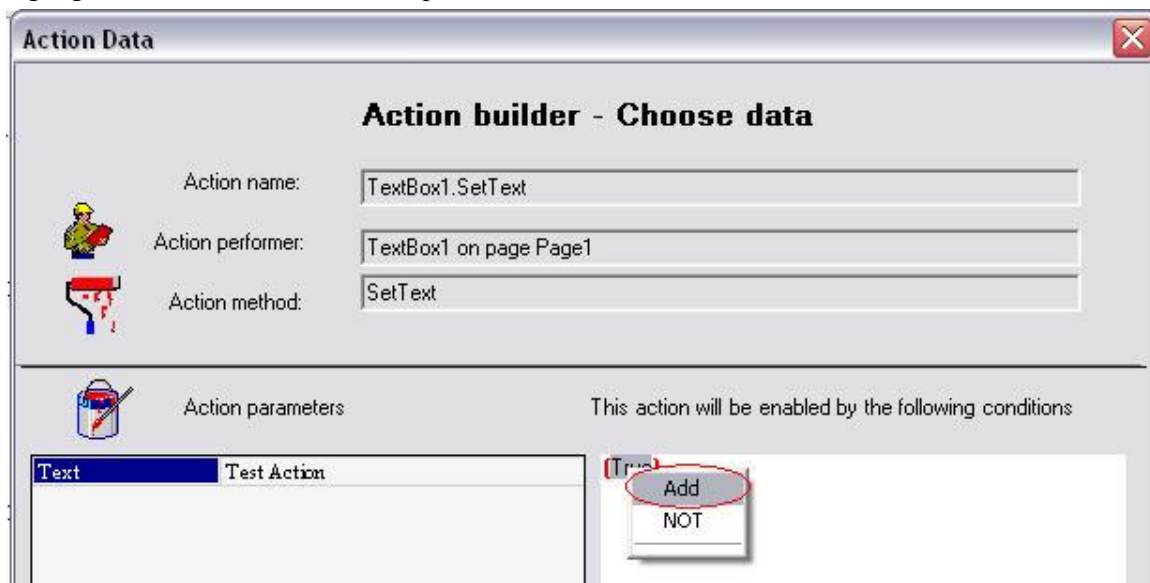 Action Data
Action builder - Choose data
Action name:
TextBox1.SetText
Action performer:
TextBox1 on page Page1
Action method:
SetText
Action parameters
This action will be enabled by the following conditions
Text
Test Action
Add
NOT